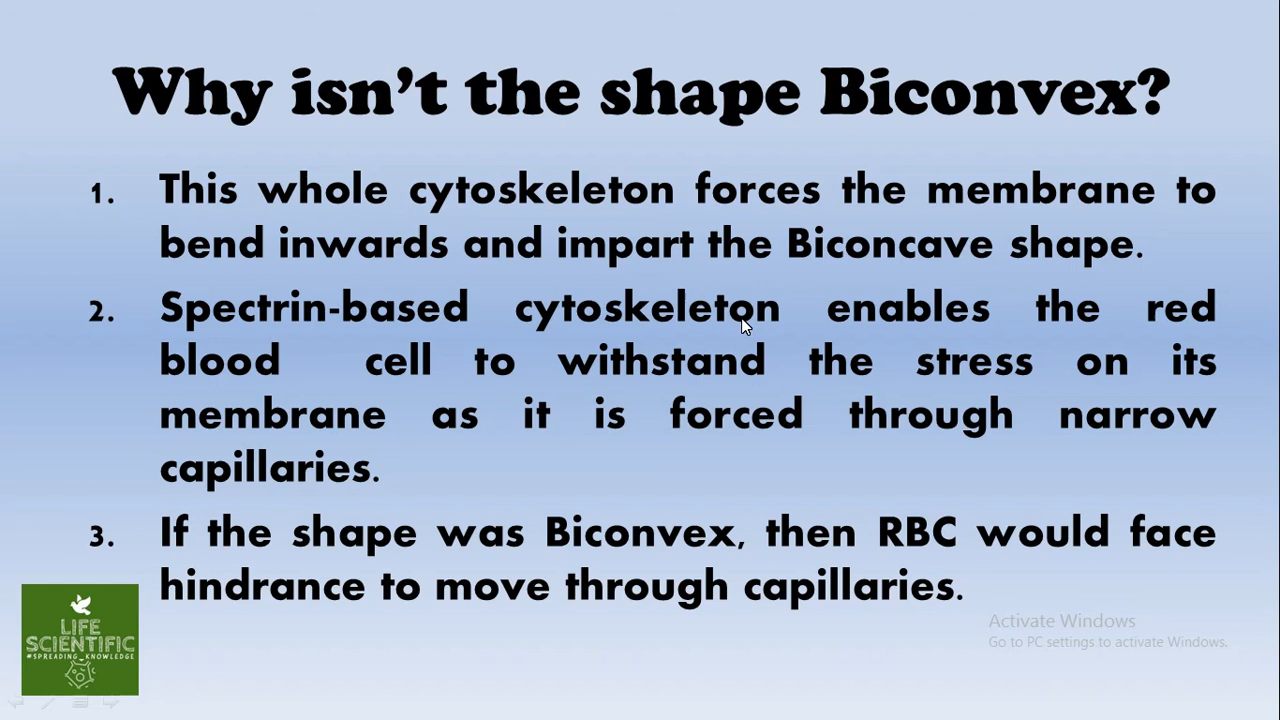 Why isn't the shape Biconvex?
1. This whole cytoskeleton forces the membrane to
bend inwards and impart the Biconcave shape.
2. Spectrin-based cytoskeleton enables the red
blood cell to withstand the stress on its
membrane as it is forced through narrow
capillaries.
3. If the shape was Biconvex, then RBC would face
hindrance to move through capillaries.
LIFE
SCIENTIFIC
#SPREADING_KNOWLEDGE
Activate Windows
Go to PC settings to activate Windows.